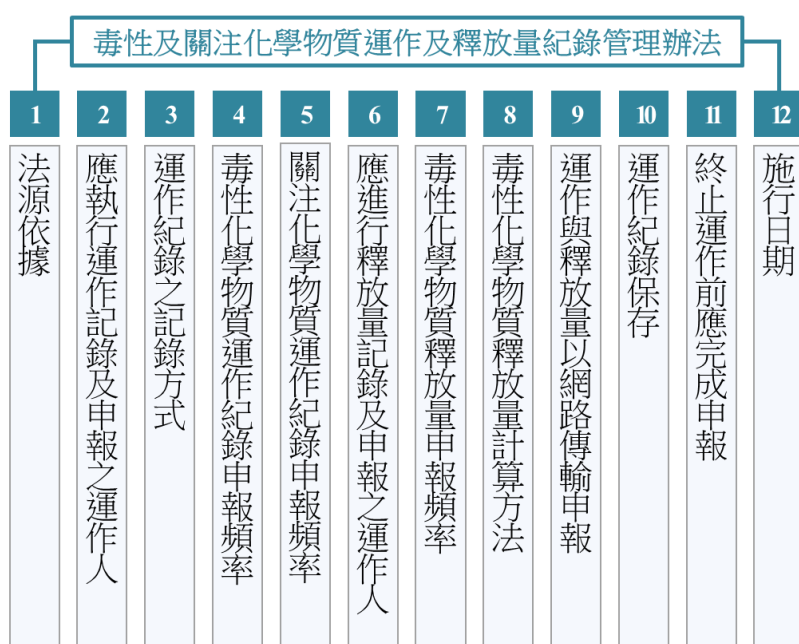 毒性及關注化學物質運作及釋放量紀錄管理辦法
1
法源依據
2
應執行運作記錄及申報之運作人
3
運作紀錄之記錄方式
4
毒性化學物質運作紀錄申報頻率
5
關注化學物質運作紀錄申報頻率
6
應進行釋放量記錄及申報之運作人
7
毒性化學物質釋放量申報頻率
8
毒性化學物質釋放量計算方法
9
運作與釋放量以網路傳輸申報
10
運作紀錄保存
11
終止運作前應完成申報
12
施行日期